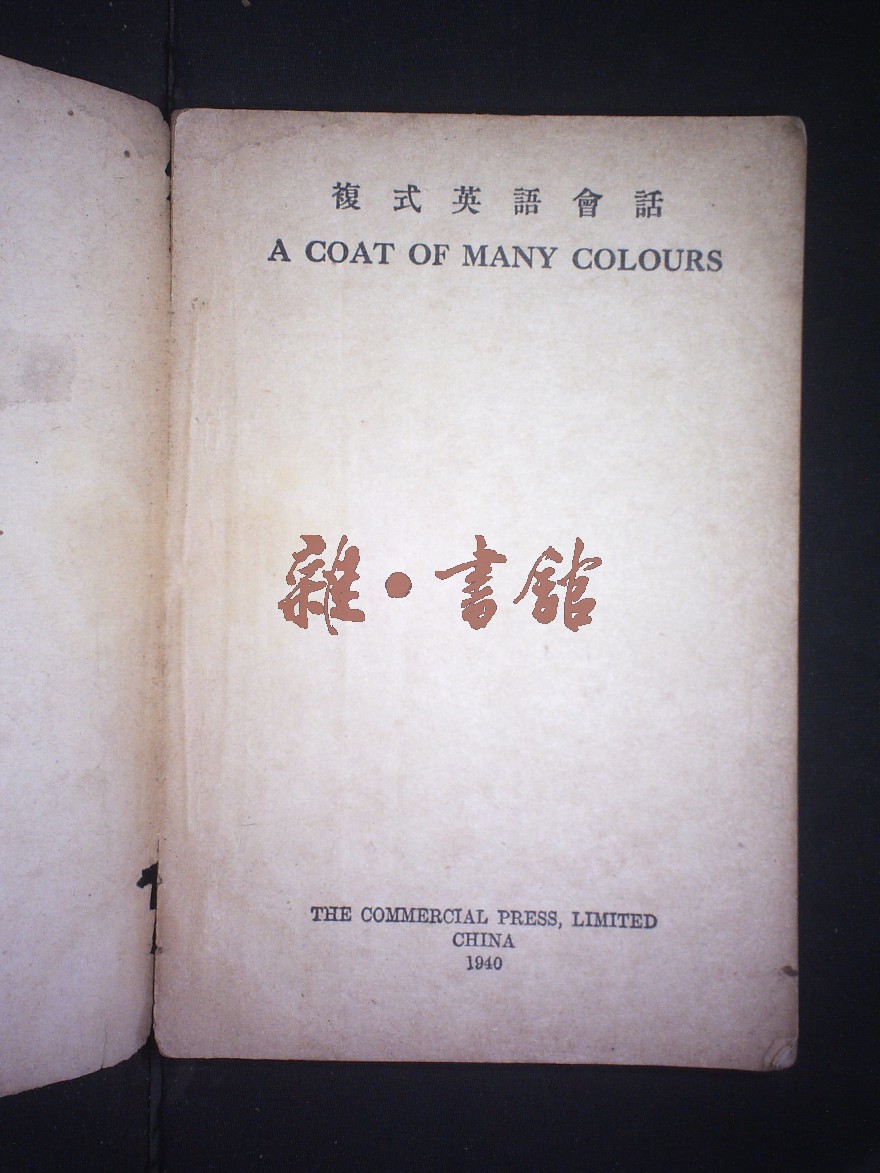 複式英語會話
A COAT OF MANY COLOURS
雜・書館
THE COMMERCIAL PRESS, LIMITED
CHINA
1940